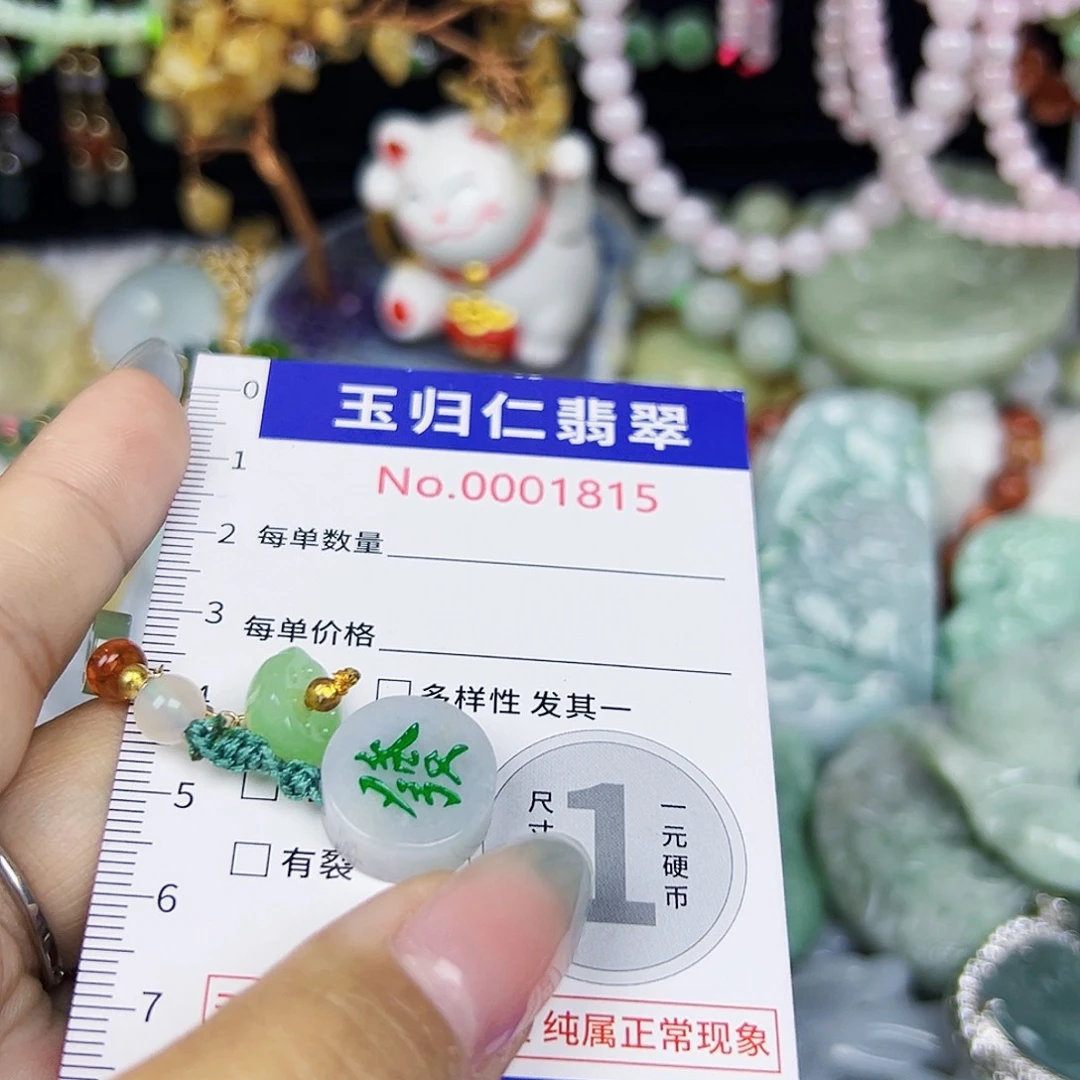 玉归仁翡翠
No.0001815
每单数量
每单价格
多样性 发其一
有裂
尺寸
1
一元硬币
纯属正常现象
發
0
1
2
3
4
5
6
7